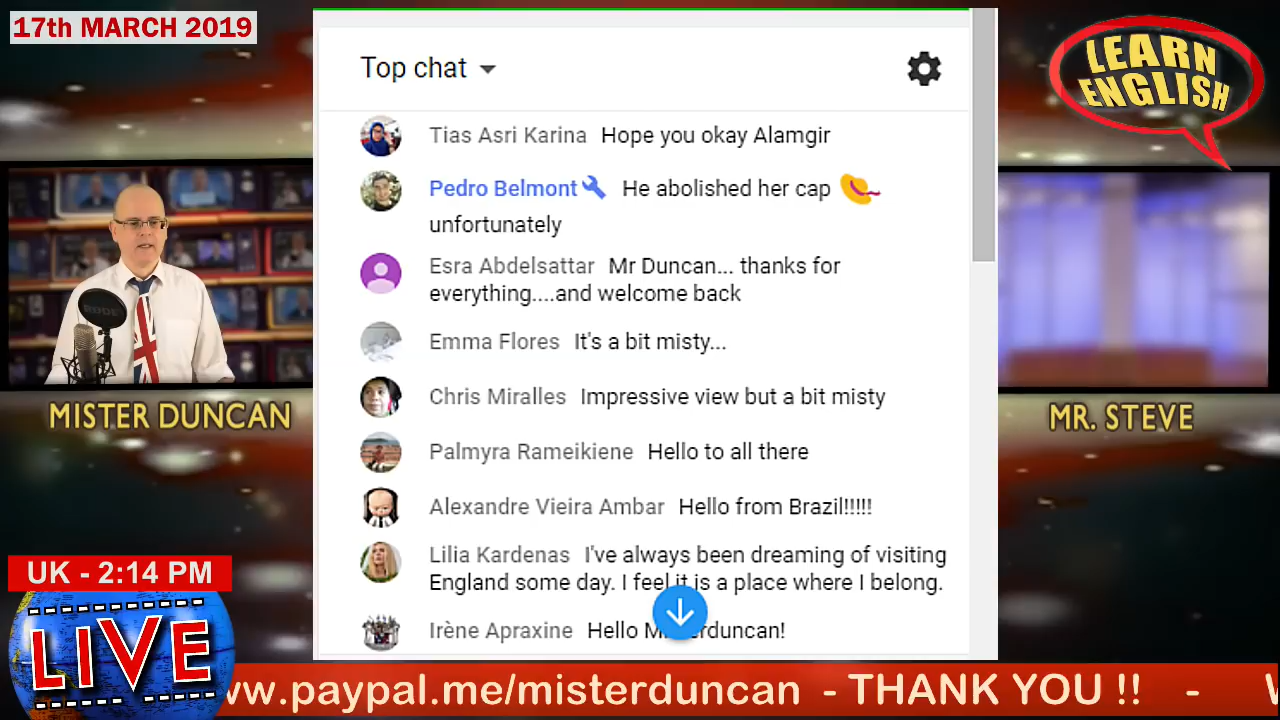 17th MARCH 2019
LEARN
ENGLISH
Top chat
Tias Asri Karina Hope you okay Alamgir
Pedro Belmont He abolished her cap
unfortunately
Esra Abdelsattar Mr Duncan... thanks for
everything....and welcome back
Emma Flores It's a bit misty...
Chris Miralles Impressive view but a bit misty
Palmyra Rameikiene Hello to all there
Alexandre Vieira Ambar Hello from Brazil!!!!!
Lilia Kardenas I've always been dreaming of visiting
England some day. I feel it is a place where I belong.
Irène Apraxine Hello
RODE
MISTER DUNCAN
MR. STEVE
UK - 2:14 PM
LIVE
ww.paypal.me/misterduncan - THANK YOU !! -